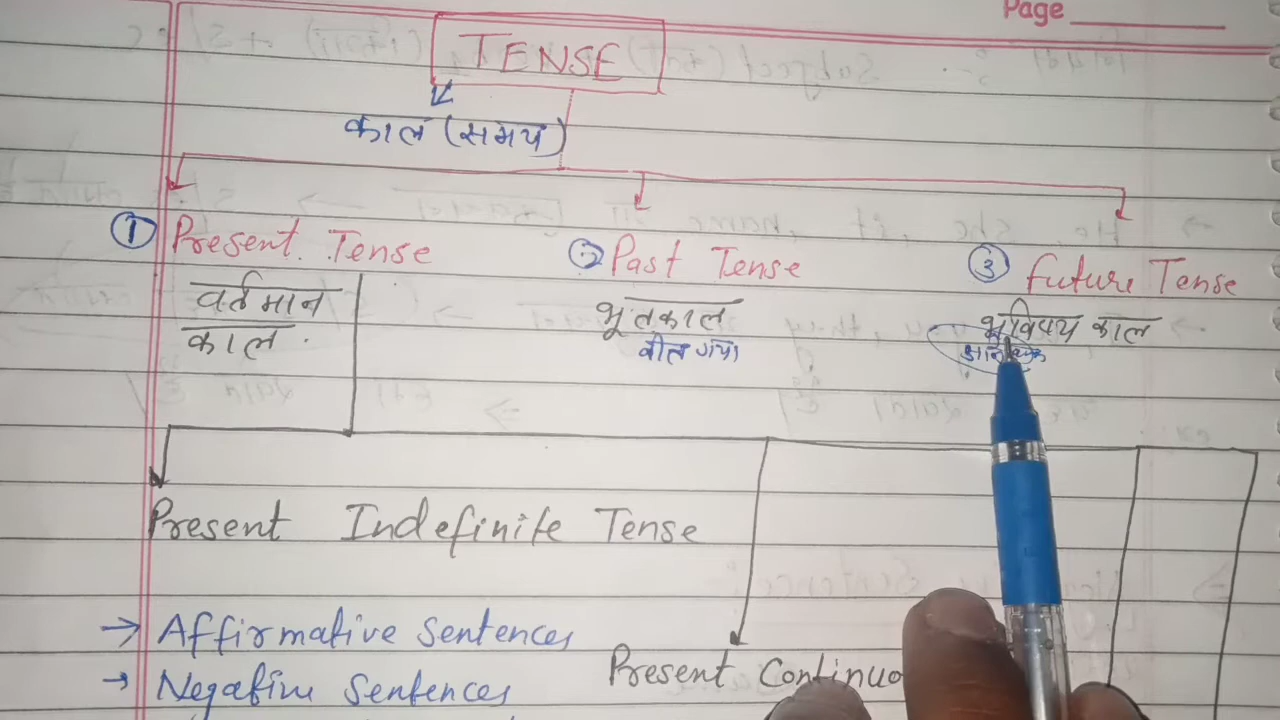 Page
TENSE
काल (समय)
① Present Tense
② Past Tense
③ Future Tense
वर्तमान
काल
भूतकाल
बीत गया
काल
Present Indefinite Tense
→ Affirmative Sentences
→ Negative Sentences
Present Continuo